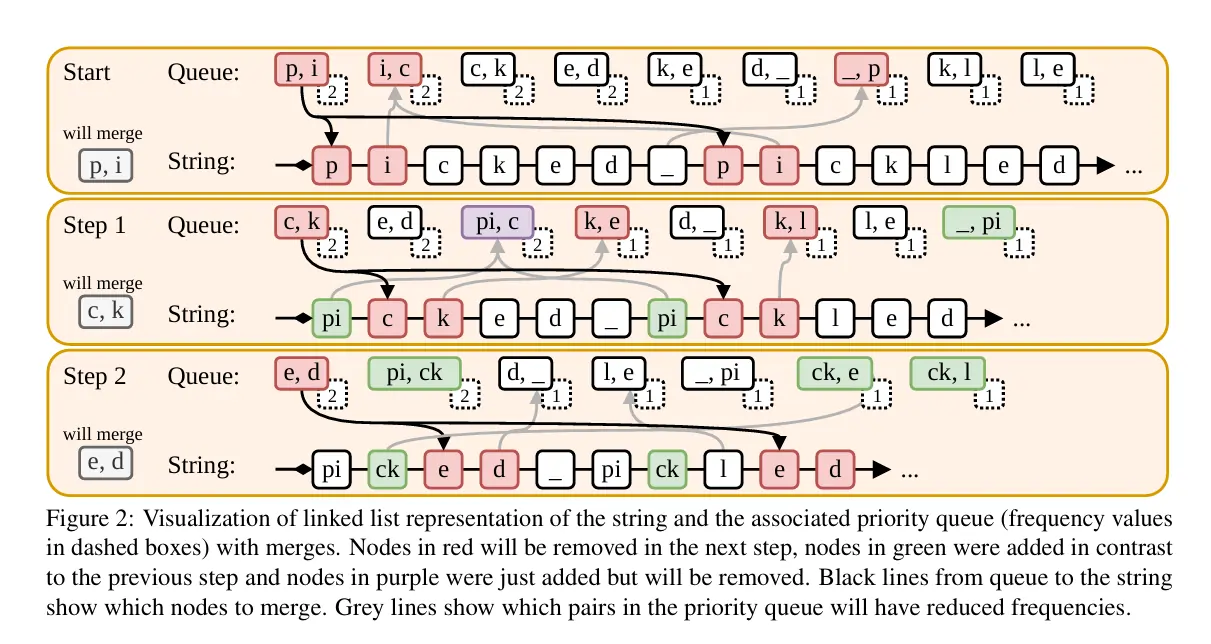 Start Queue: p, i 2 i, c 2 c, k 2 e, d 2 k, e 1 d, _ 1 _, p 1 k, l 1 l, e 1
will merge
p, i String: p i c k e d _ p i c k l e d ...
Step 1 Queue: c, k 2 e, d 2 pi, c 2 k, e 1 d, _ 1 k, l 1 l, e 1 _, pi 1
will merge
c, k String: pi c k e d _ pi c k l e d ...
Step 2 Queue: e, d 2 pi, ck 2 d, _ 1 l, e 1 _, pi 1 ck, e 1 ck, l 1
will merge
e, d String: pi ck e d _ pi ck l e d ...
Figure 2: Visualization of linked list representation of the string and the associated priority queue (frequency values
in dashed boxes) with merges. Nodes in red will be removed in the next step, nodes in green were added in contrast
to the previous step and nodes in purple were just added but will be removed. Black lines from queue to the string
show which nodes to merge. Grey lines show which pairs in the priority queue will have reduced frequencies.